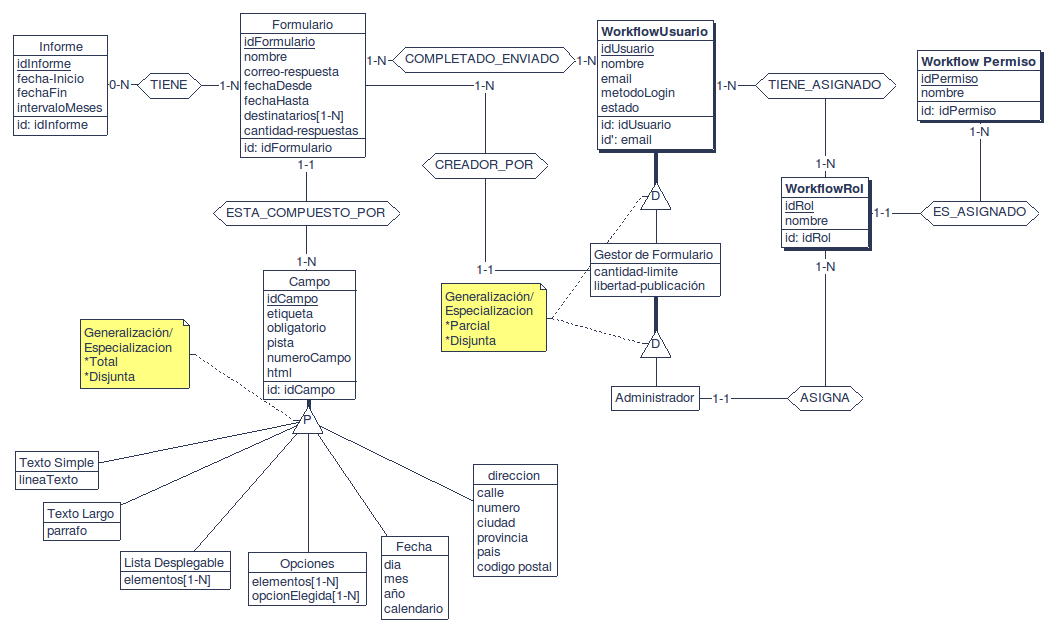 Informe
idInforme
fecha-Inicio
fechaFin
intervaloMeses
id: idInforme
0-N
TIENE
1-N
Formulario
idFormulario
nombre
correo-respuesta
fechaDesde
fechaHasta
destinatarios[1-N]
cantidad-respuestas
id: idFormulario
1-N
COMPLETADO_ENVIADO
1-N
WorkflowUsuario
idUsuario
nombre
email
metodoLogin
estado
id: idUsuario
id': email
1-N
TIENE_ASIGNADO
Workflow Permiso
idPermiso
nombre
id: idPermiso
1-N
1-N
CREADOR_POR
1-1
1-N
WorkflowRol
idRol
nombre
id: idRol
1-1
ES_ASIGNADO
1-N
1-1
ESTA_COMPUESTO_POR
1-N
D
Gestor de Formulario
cantidad-limite
libertad-publicación
Generalización/
Especializacion
*Parcial
*Disjunta
D
Administrador
1-1
ASIGNA
Campo
idCampo
etiqueta
obligatorio
pista
numeroCampo
html
id: idCampo
Generalización/
Especializacion
*Total
*Disjunta
P
Texto Simple
lineaTexto
Texto Largo
parrafo
Lista Desplegable
elementos[1-N]
Opciones
elementos[1-N]
opcionElegida[1-N]
Fecha
dia
mes
año
calendario
direccion
calle
numero
ciudad
provincia
pais
codigo postal